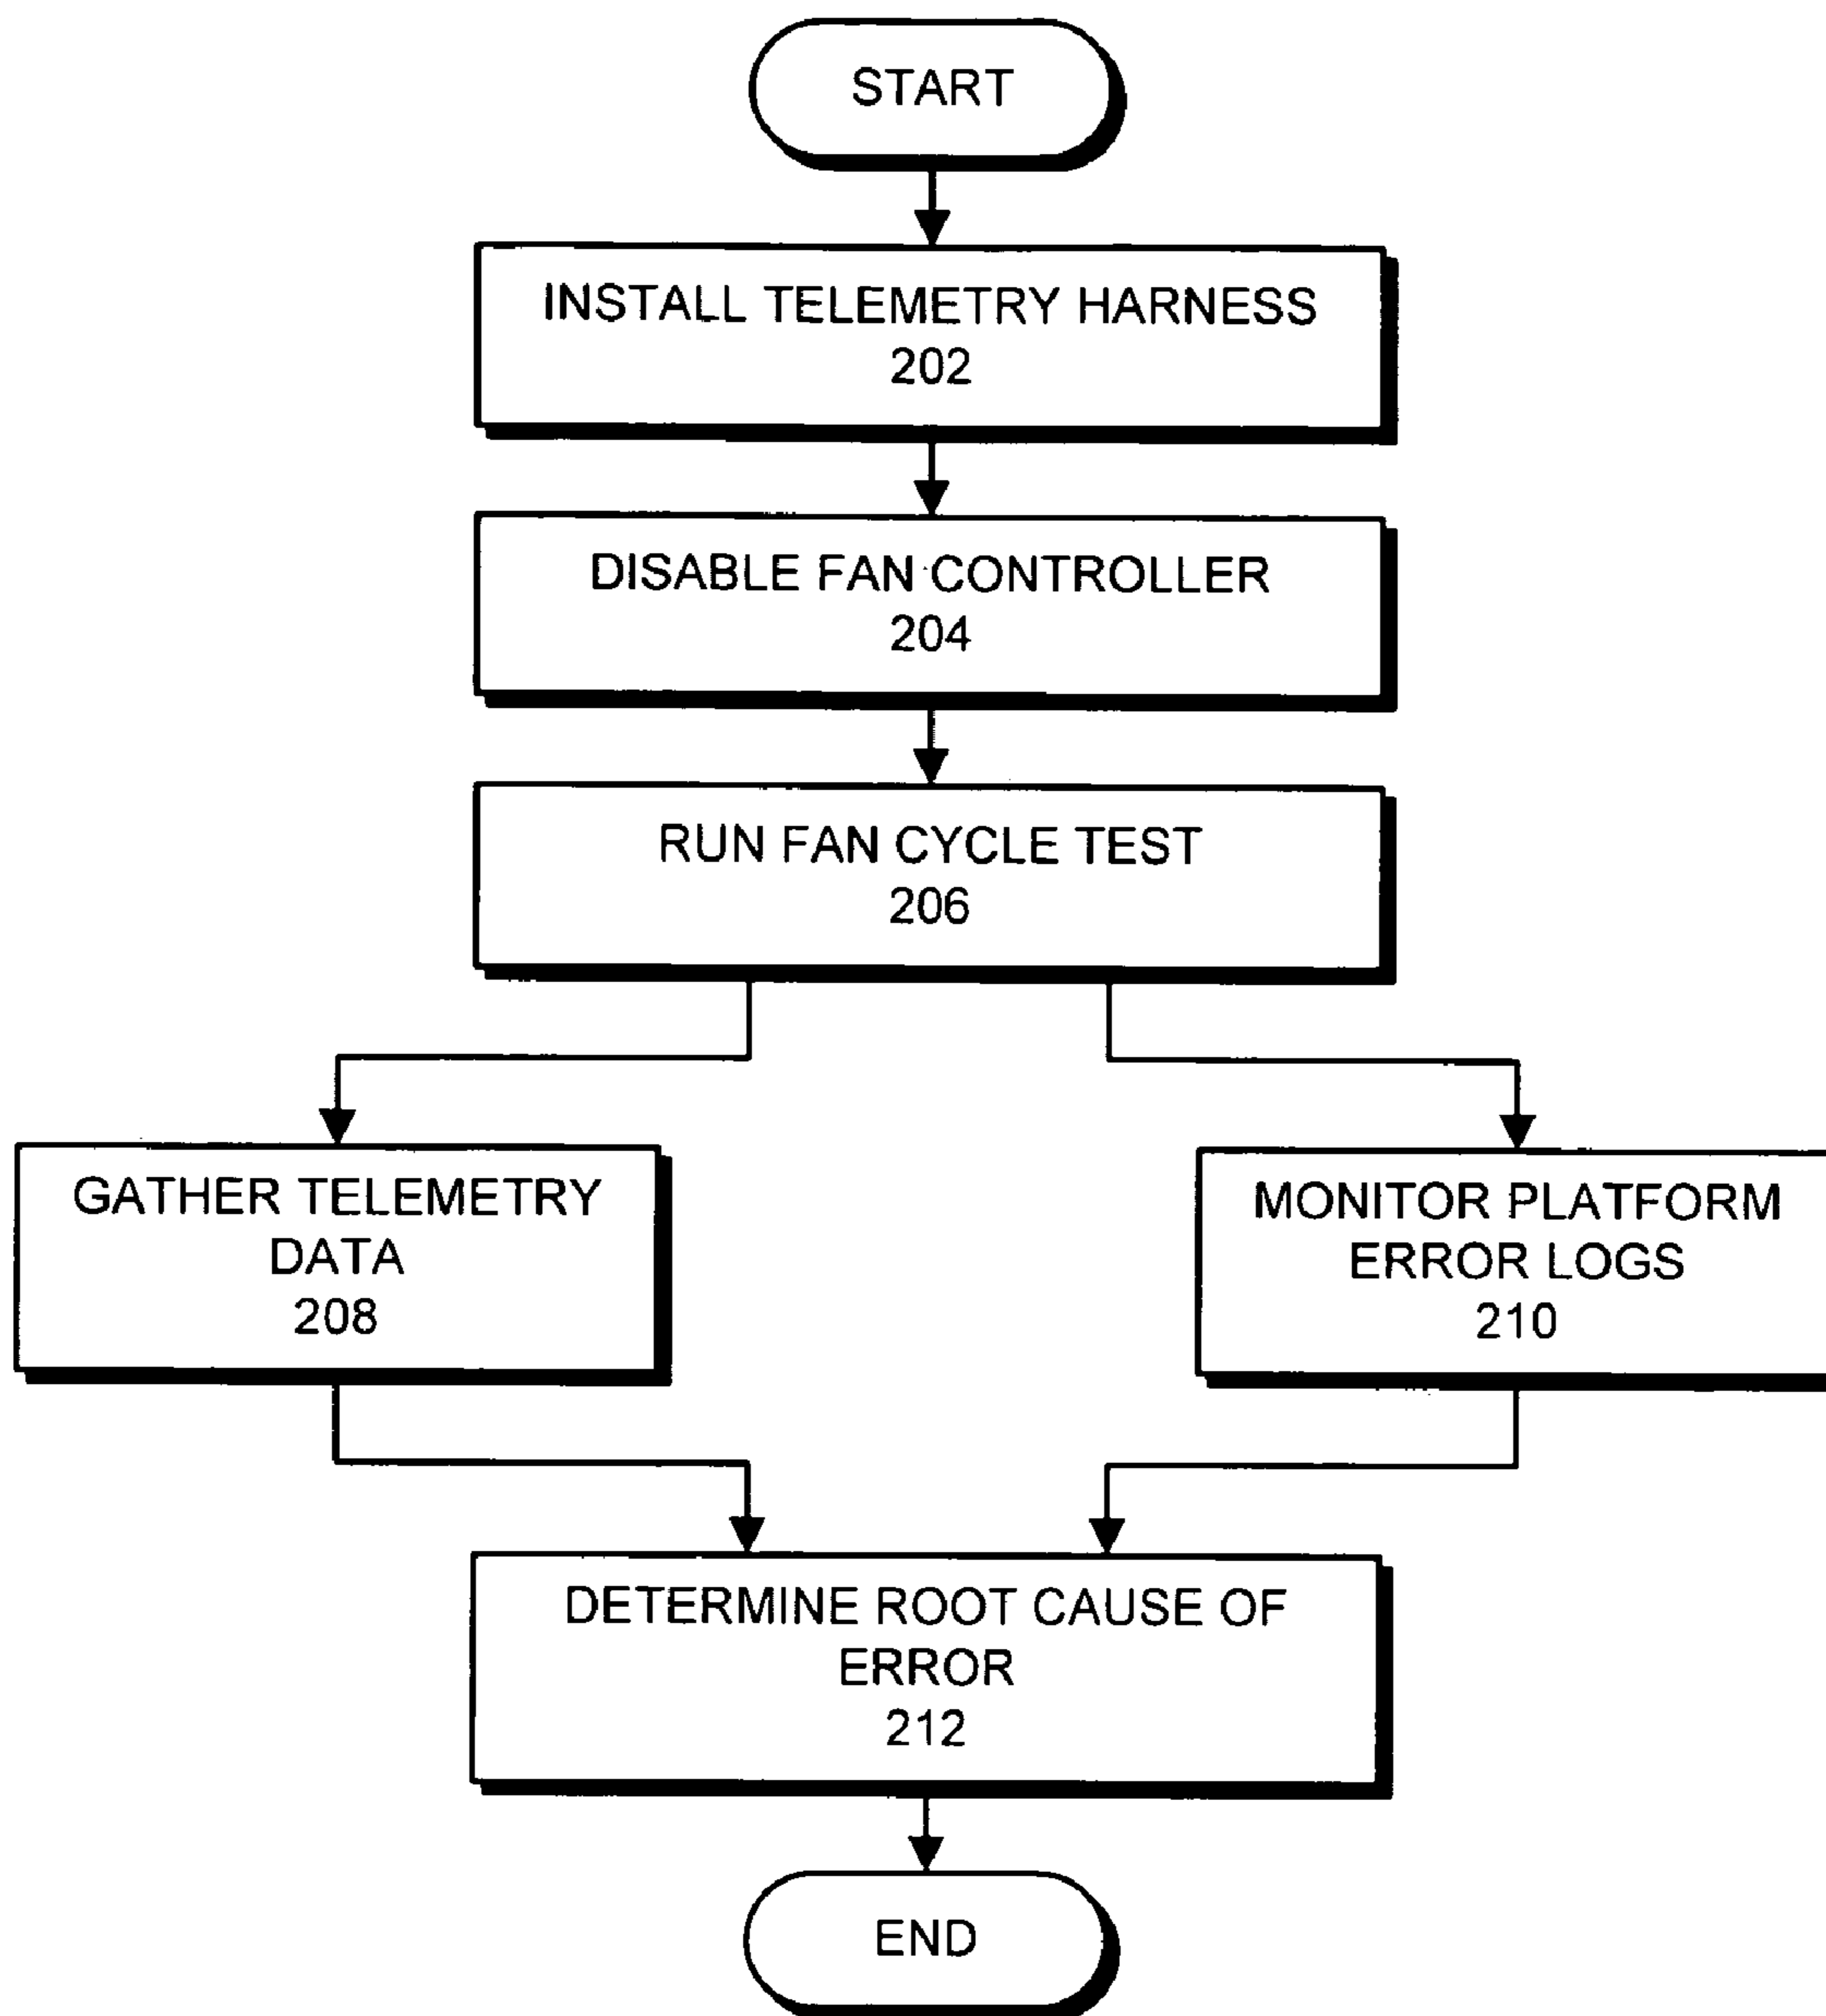 START
INSTALL TELEMETRY HARNESS
202
DISABLE FAN CONTROLLER
204
RUN FAN CYCLE TEST
206
GATHER TELEMETRY
DATA
208
MONITOR PLATFORM
ERROR LOGS
210
DETERMINE ROOT CAUSE OF
ERROR
212
END